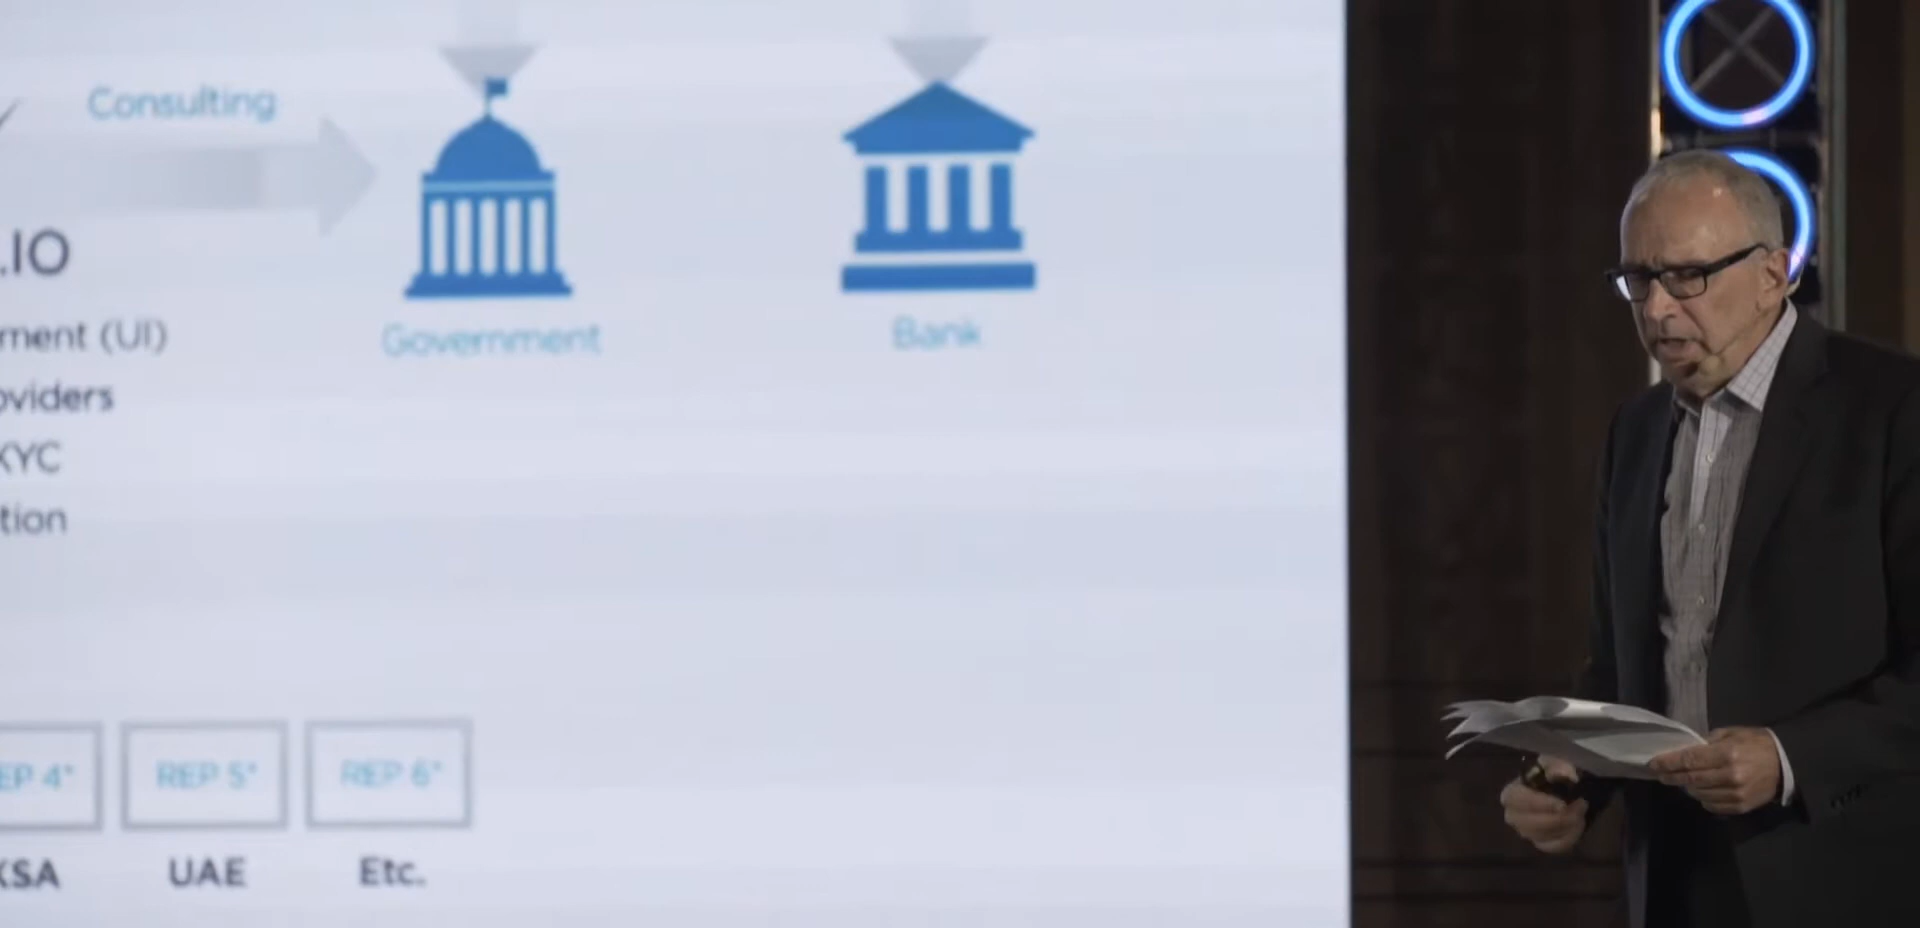 Consulting
.IO
Government
Bank
ment (UI)
oviders
KYC
tion
EP 4*
REP 5*
REP 6*
KSA
UAE
Etc.